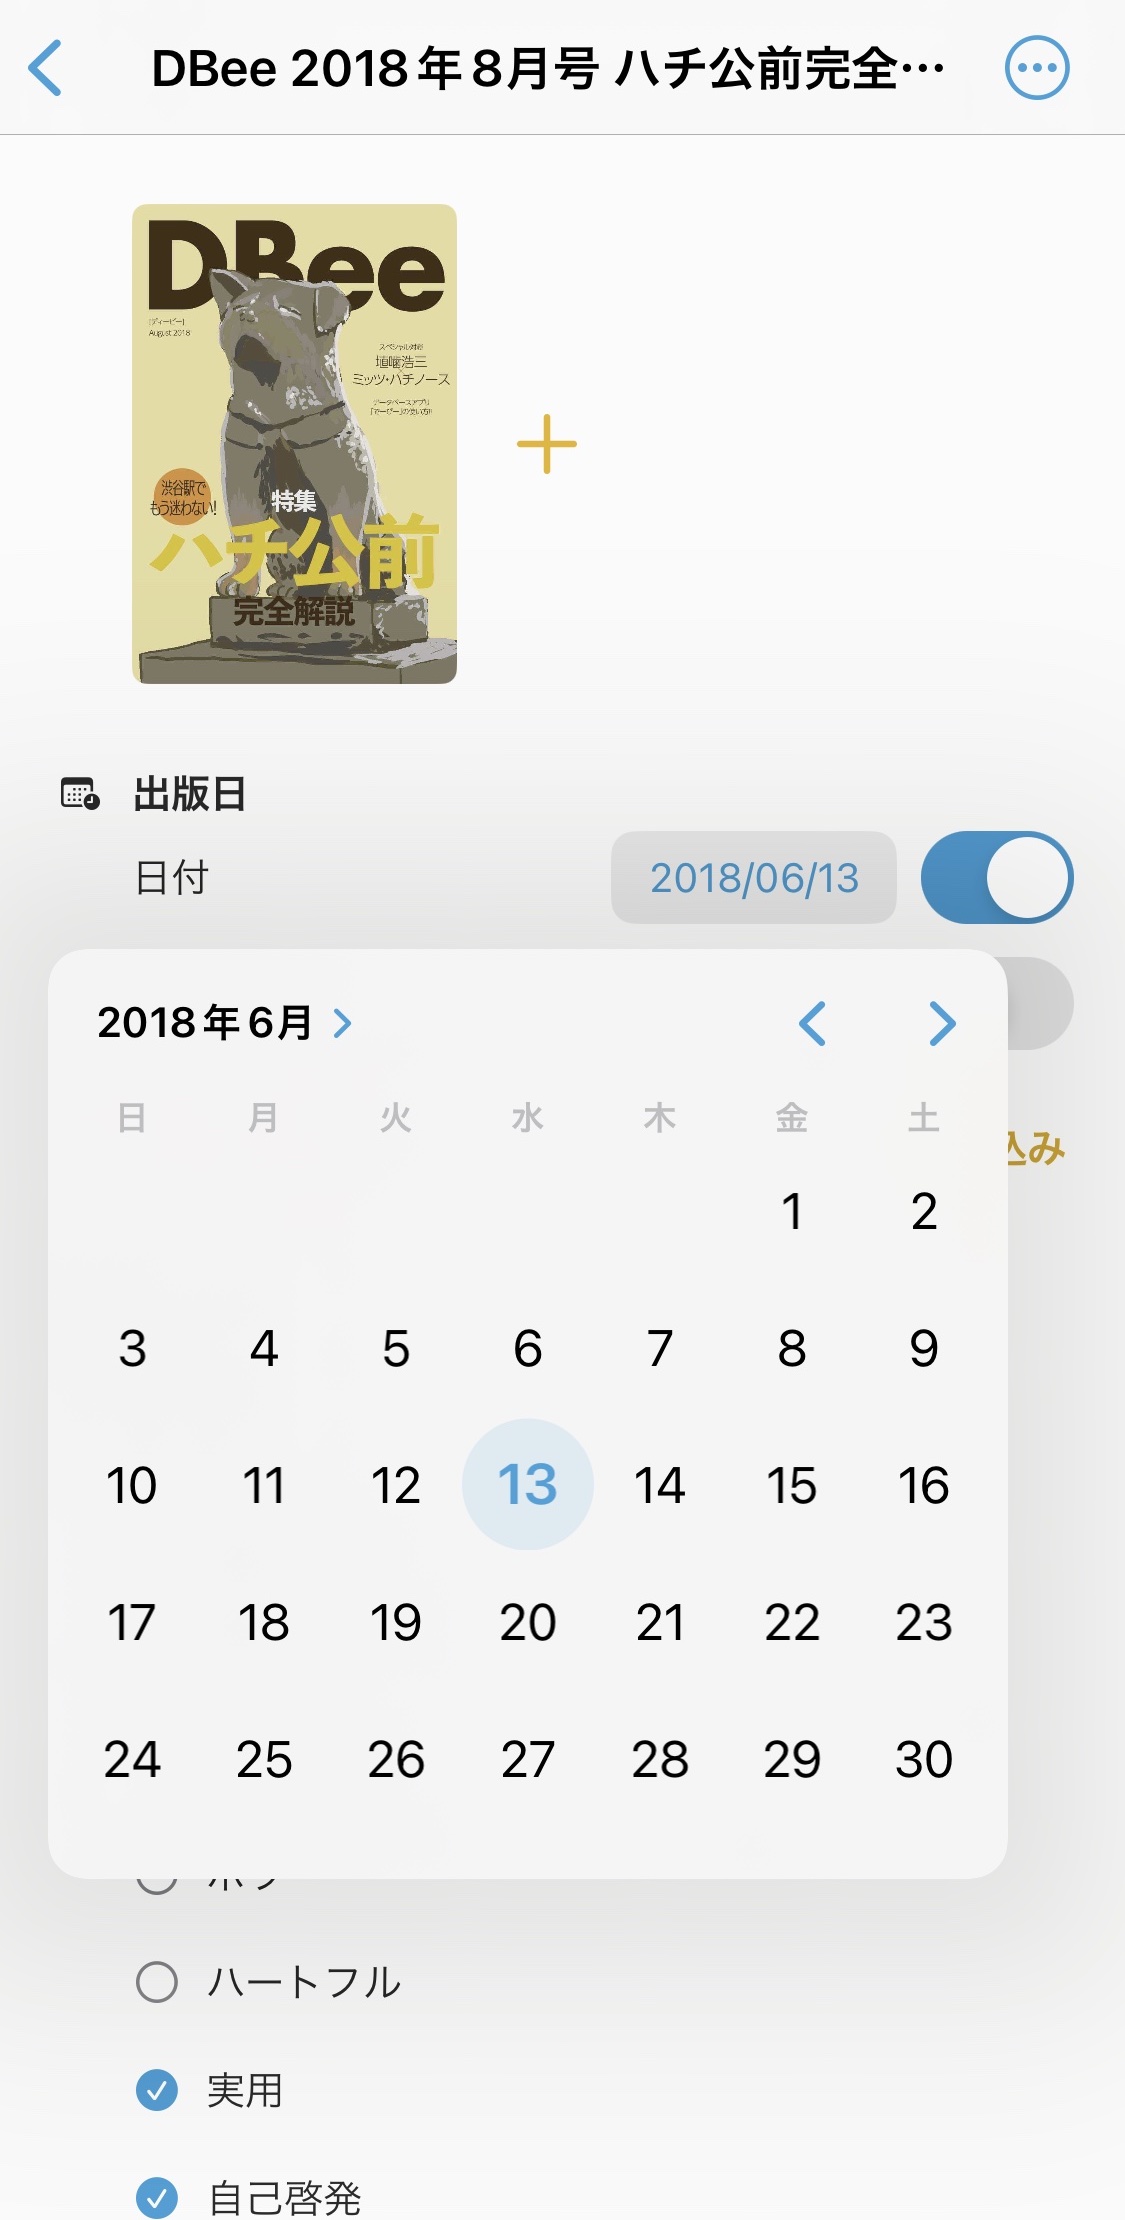 DBee 2018年8月号 ハチ公前完全…
DBee
[ディービー]
August 2018
スペシャル対談
埴囓浩三
×
ミッツ・ハチノース
データベースアプリ
「でーびー」の使い方!!
渋谷駅で
もう迷わない!
特集
ハチ公前
完全解説
出版日
日付
2018/06/13
2018年6月
日 月 火 水 木 金 土
込み
1 2
3 4 5 6 7 8 9
10 11 12 13 14 15 16
17 18 19 20 21 22 23
24 25 26 27 28 29 30
ハートフル
実用
自己啓発